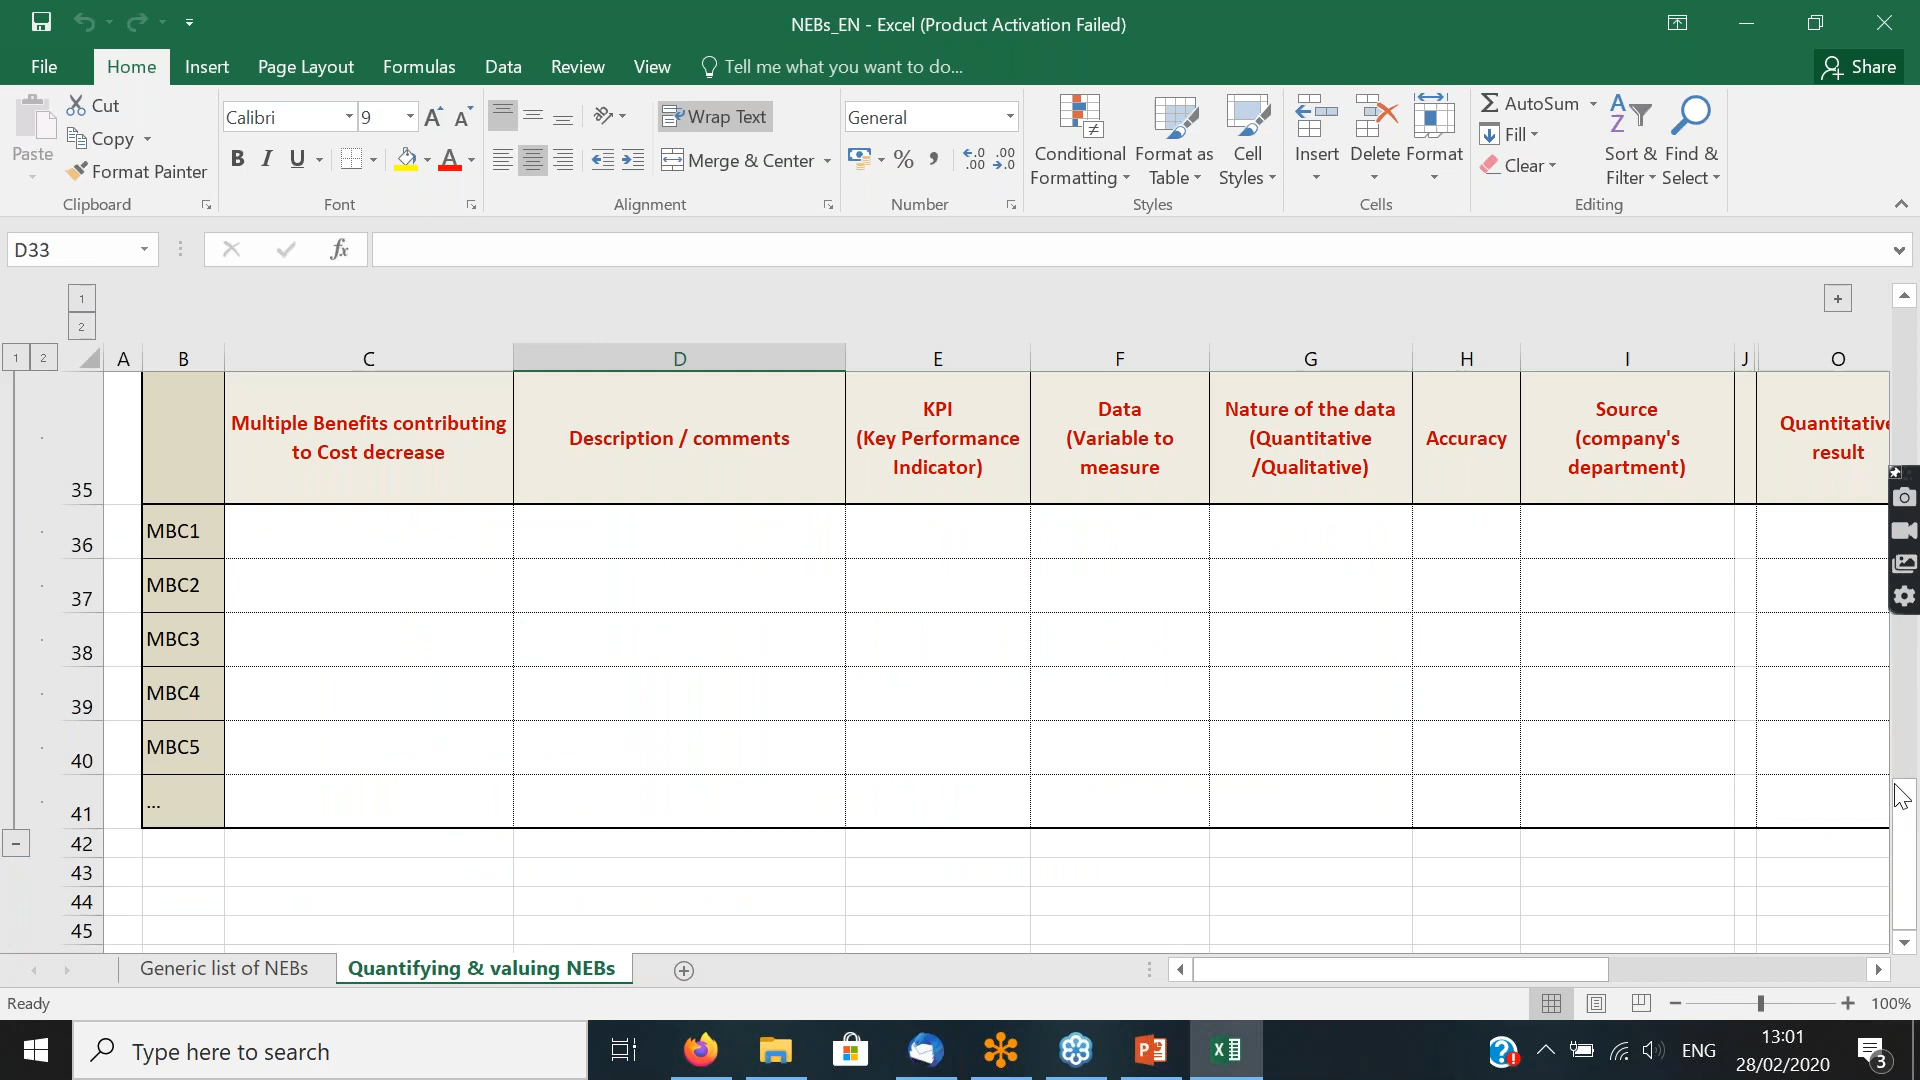 NEBs_EN - Excel (Product Activation Failed)
File Home Insert Page Layout Formulas Data Review View Tell me what you want to do... Share
Paste
Cut
Copy
Format Painter
Clipboard
Calibri 9
B I U A
Font
Wrap Text
Merge & Center
Alignment
General
% , .00 .00
Number
Conditional Formatting
Format as Table
Cell Styles
Styles
Insert Delete Format
Cells
AutoSum
Fill
Clear
Sort & Filter
Find & Select
Editing
D33
fx
1
2
1 2
A B C D E F G H I J O
35
Multiple Benefits contributing
to Cost decrease
Description / comments
KPI
(Key Performance
Indicator)
Data
(Variable to
measure
Nature of the data
(Quantitative
/Qualitative)
Accuracy
Source
(company's
department)
Quantitative
result
36 MBC1
37 MBC2
38 MBC3
39 MBC4
40 MBC5
41 ...
42
43
44
45
Generic list of NEBs Quantifying & valuing NEBs
Ready 100%
Type here to search
ENG
13:01
28/02/2020
3